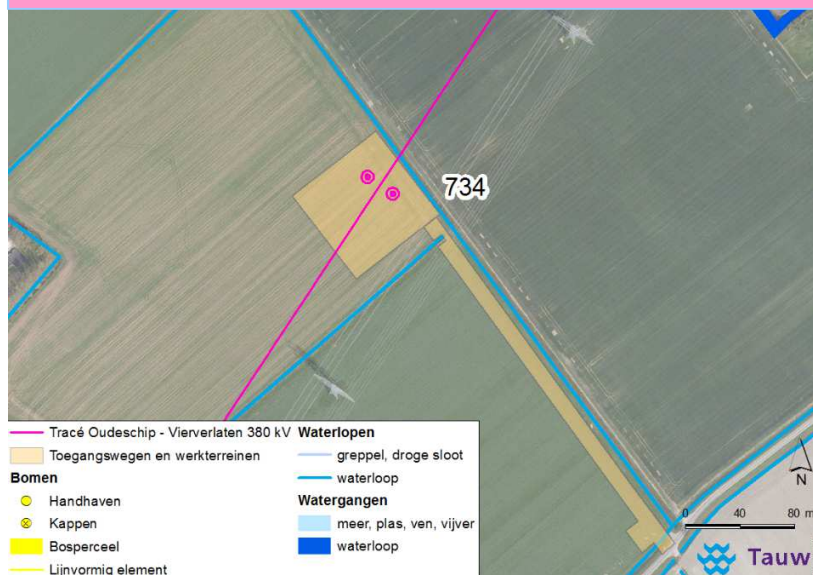 734
Tracé Oudeschip - Vierverlaten 380 kV
Toegangswegen en werkterreinen
Bomen
Handhaven
Kappen
Bosperceel
Lijnvormig element
Waterlopen
greppel, droge sloot
waterloop
Watergangen
meer, plas, ven, vijver
waterloop
N
0 40 80 m
Tauw